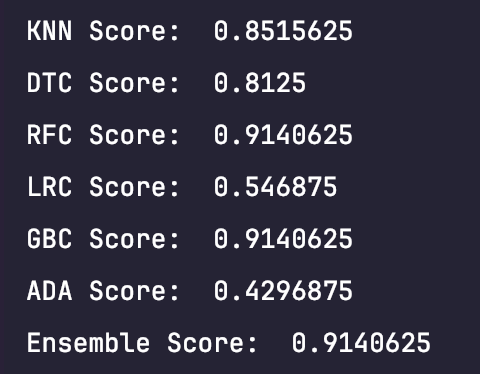 KNN Score:  0.8515625
DTC Score:  0.8125
RFC Score:  0.9140625
LRC Score:  0.546875
GBC Score:  0.9140625
ADA Score:  0.4296875
Ensemble Score:  0.9140625